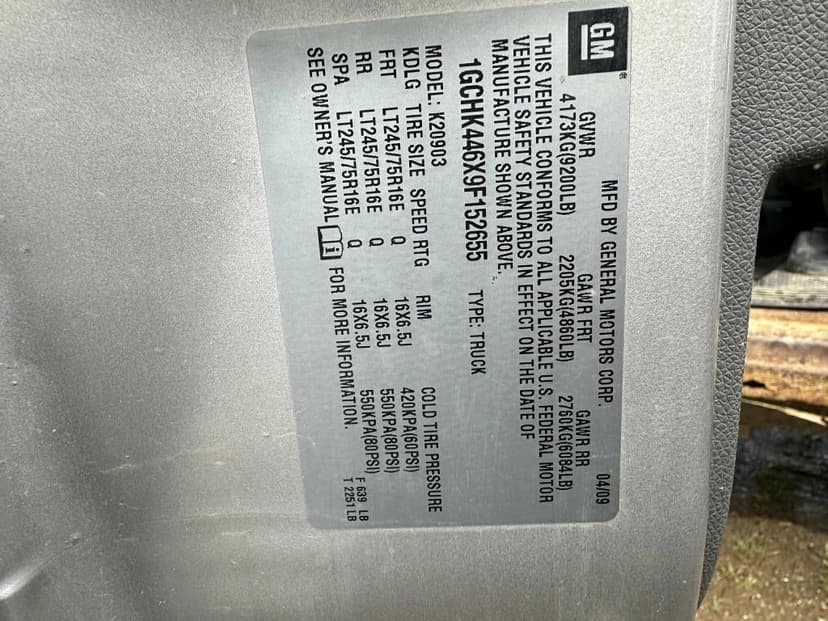 GM
MFD BY GENERAL MOTORS CORP. 04/09
GVWR GAWR FRT GAWR RR
4173KG(9200LB) 2205KG(4860LB) 2760KG(6084LB)
THIS VEHICLE CONFORMS TO ALL APPLICABLE U.S. FEDERAL MOTOR
VEHICLE SAFETY STANDARDS IN EFFECT ON THE DATE OF
MANUFACTURE SHOWN ABOVE.
1GCHK446X9F152655 TYPE: TRUCK
MODEL: K20903
KDLG TIRE SIZE SPEED RTG RIM COLD TIRE PRESSURE
FRT LT245/75R16E Q 16X6.5J 420KPA(60PSI)
RR LT245/75R16E Q 16X6.5J 550KPA(80PSI)
SPA LT245/75R16E Q 16X6.5J 550KPA(80PSI)
SEE OWNER'S MANUAL i FOR MORE INFORMATION.
F 639 LB
T 2251 LB